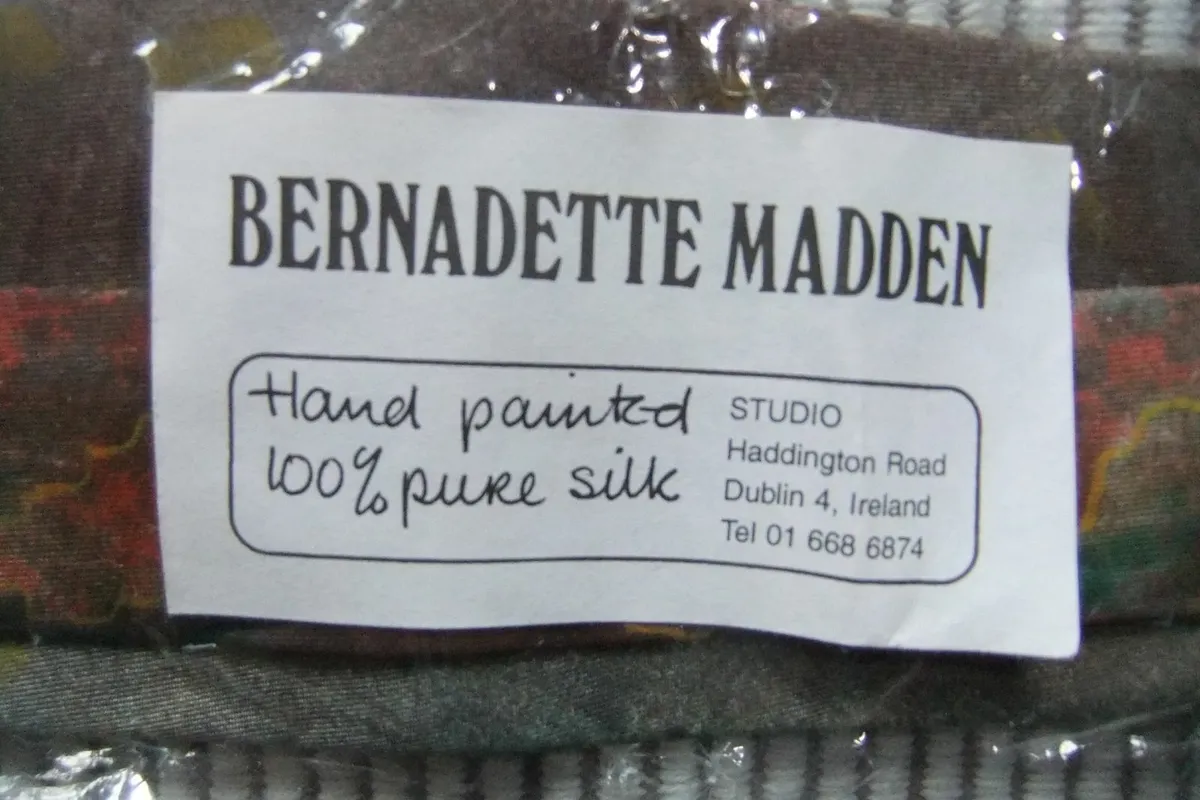 BERNADETTE MADDEN
Hand painted
100% pure silk
STUDIO
Haddington Road
Dublin 4, Ireland
Tel 01 668 6874